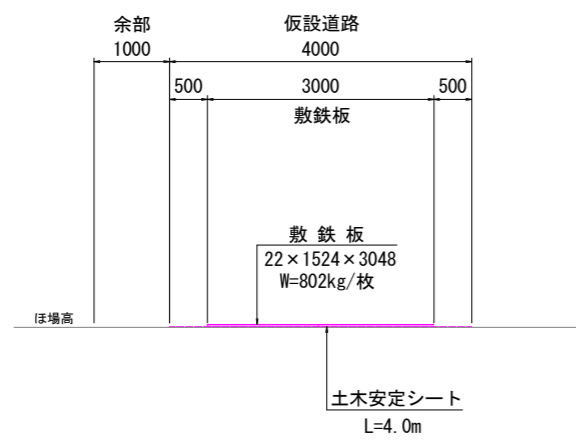 余部 仮設道路
1000 4000
500 3000 500
敷鉄板
敷 鉄 板
22×1524×3048
W=802kg/枚
ほ場高
土木安定シート
L=4.0m